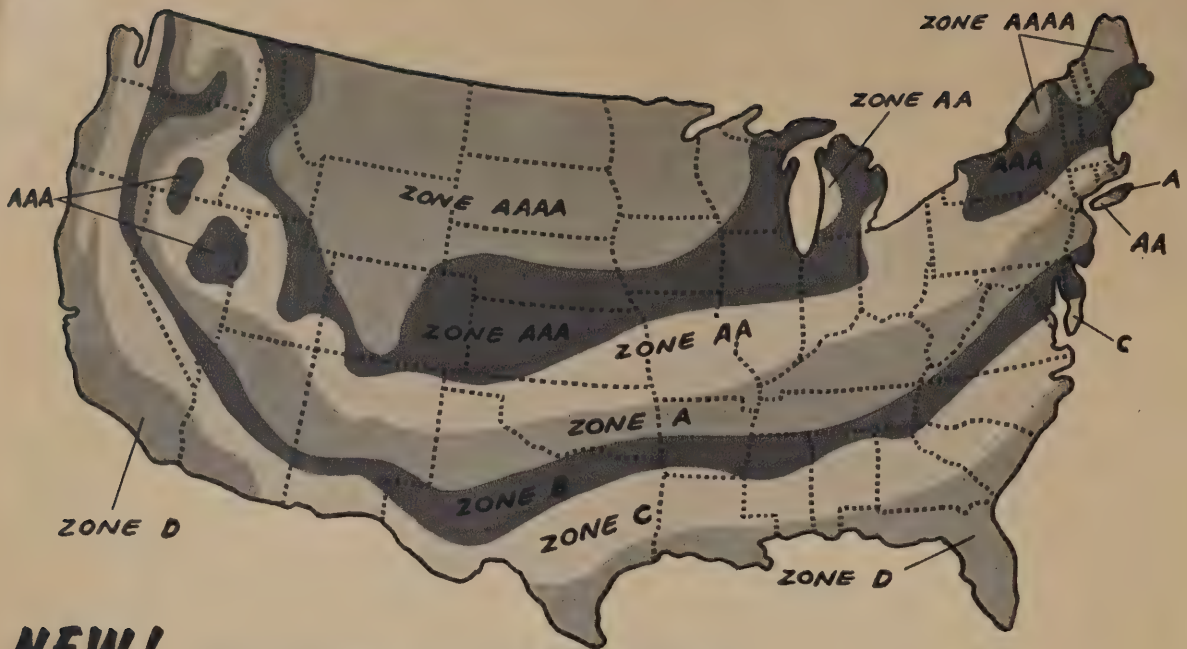 ZONE AAAA
ZONE AA
AAA
A
AAA
ZONE AAAA
AA
C
ZONE AAA
ZONE AA
ZONE A
ZONE B
ZONE C
ZONE D
ZONE D
NEW!